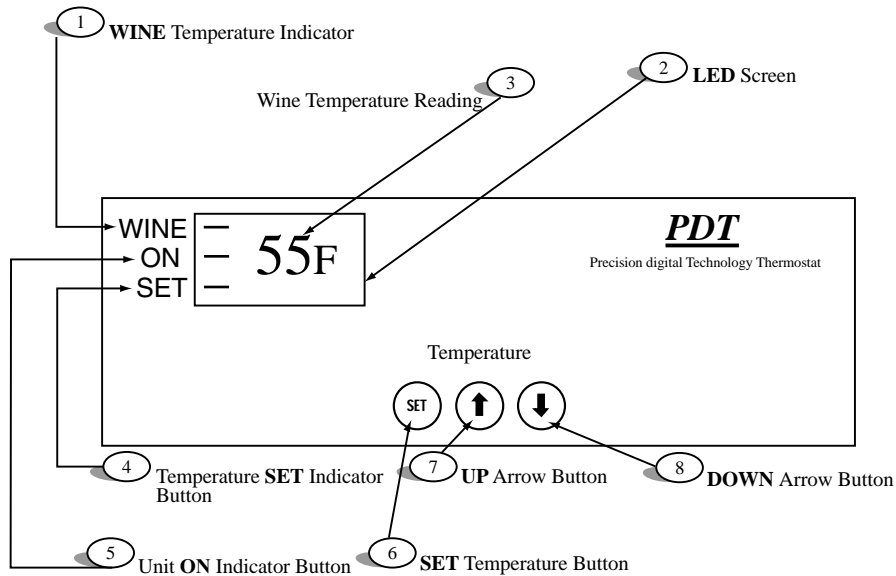 1 WINE Temperature Indicator
2 LED Screen
3
Wine Temperature Reading
WINE
ON
SET
55F
PDT
Precision digital Technology Thermostat
Temperature
SET
4 Temperature SET Indicator
Button
7 UP Arrow Button
8 DOWN Arrow Button
5 Unit ON Indicator Button
6 SET Temperature Button